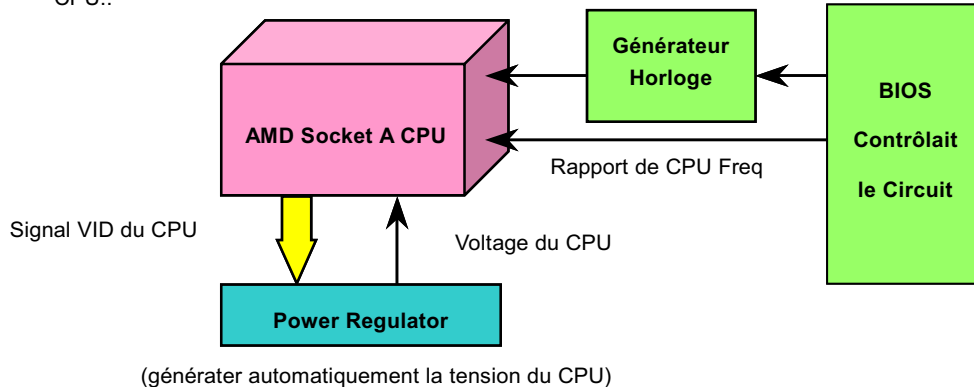 CPU..
Générateur
Horloge
BIOS
Contrôlait
le Circuit
AMD Socket A CPU
Rapport de CPU Freq
Signal VID du CPU
Voltage du CPU
Power Regulator
(générater automatiquement la tension du CPU)